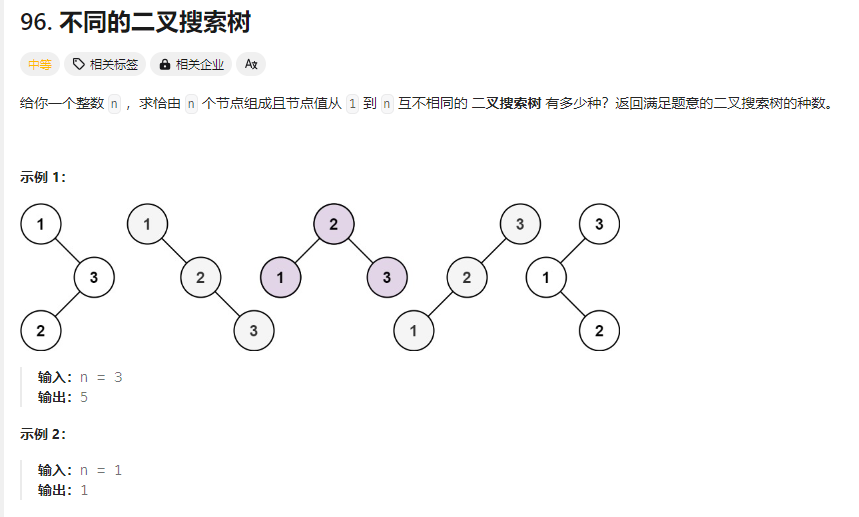 96. 不同的二叉搜索树
中等 相关标签 相关企业 A文
给你一个整数 n ，求恰由 n 个节点组成且节点值从 1 到 n 互不相同的 二叉搜索树 有多少种？返回满足题意的二叉搜索树的种数。
示例 1：
1 1 2 3 3
3 2 1 3 2 1
2 3 1 2
输入：n = 3
输出：5
示例 2：
输入：n = 1
输出：1